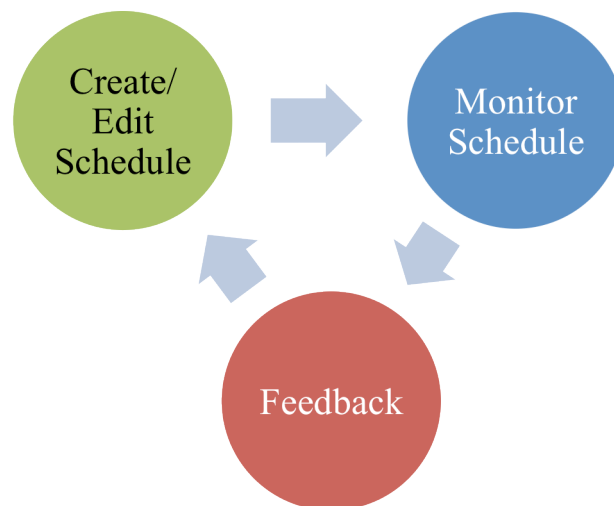 Create/
Edit
Schedule
Monitor
Schedule
Feedback